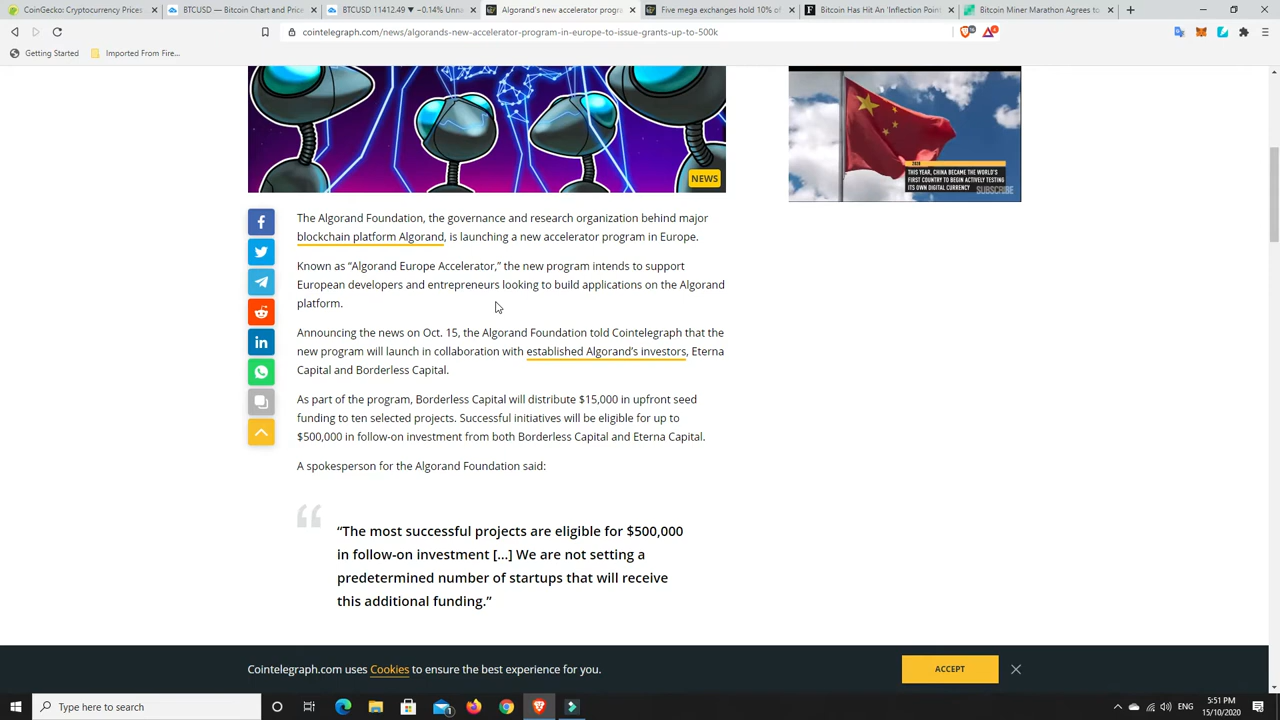 CoinGecko: Cryptocurrency Prices
BTCUSD — Bitcoin Chart and Price
BTCUSD 11412.49 ▼ −0.14% Unna
Algorand's new accelerator progr
Five mega exchanges hold 10% of
Bitcoin Has Hit An 'Inflection Poin
Bitcoin Miner Marathon Agrees to
cointelegraph.com/news/algorands-new-accelerator-program-in-europe-to-issue-grants-up-to-500k
Getting Started
Imported From Fire...
NEWS
2020
THIS YEAR, CHINA BECAME THE WORLD'S
FIRST COUNTRY TO BEGIN ACTIVELY TESTING
ITS OWN DIGITAL CURRENCY
SUBSCRIBE
The Algorand Foundation, the governance and research organization behind major
blockchain platform Algorand, is launching a new accelerator program in Europe.
Known as “Algorand Europe Accelerator,” the new program intends to support
European developers and entrepreneurs looking to build applications on the Algorand
platform.
Announcing the news on Oct. 15, the Algorand Foundation told Cointelegraph that the
new program will launch in collaboration with established Algorand’s investors, Eterna
Capital and Borderless Capital.
As part of the program, Borderless Capital will distribute $15,000 in upfront seed
funding to ten selected projects. Successful initiatives will be eligible for up to
$500,000 in follow-on investment from both Borderless Capital and Eterna Capital.
A spokesperson for the Algorand Foundation said:
“The most successful projects are eligible for $500,000
in follow-on investment [...] We are not setting a
predetermined number of startups that will receive
this additional funding.”
Cointelegraph.com uses Cookies to ensure the best experience for you.
ACCEPT
Type here to search
ENG
5:51 PM
15/10/2020